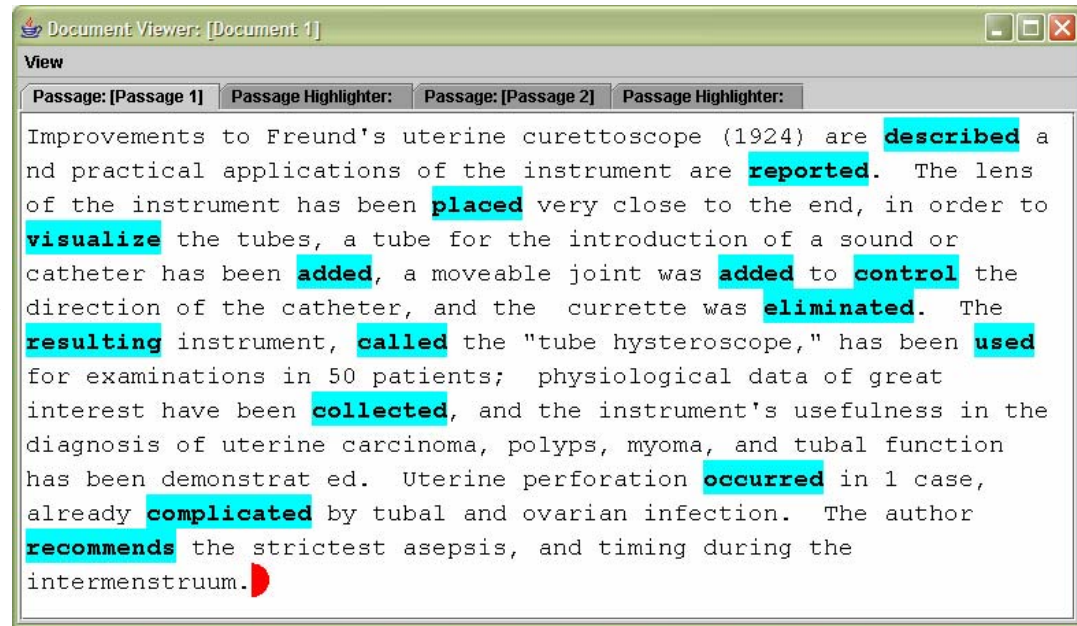 Document Viewer: [Document 1]
View
Passage: [Passage 1] Passage Highlighter: Passage: [Passage 2] Passage Highlighter:
Improvements to Freund's uterine curettoscope (1924) are described a
nd practical applications of the instrument are reported. The lens
of the instrument has been placed very close to the end, in order to
visualize the tubes, a tube for the introduction of a sound or
catheter has been added, a moveable joint was added to control the
direction of the catheter, and the currette was eliminated. The
resulting instrument, called the "tube hysteroscope," has been used
for examinations in 50 patients; physiological data of great
interest have been collected, and the instrument's usefulness in the
diagnosis of uterine carcinoma, polyps, myoma, and tubal function
has been demonstrat ed. Uterine perforation occurred in 1 case,
already complicated by tubal and ovarian infection. The author
recommends the strictest asepsis, and timing during the
intermenstruum.